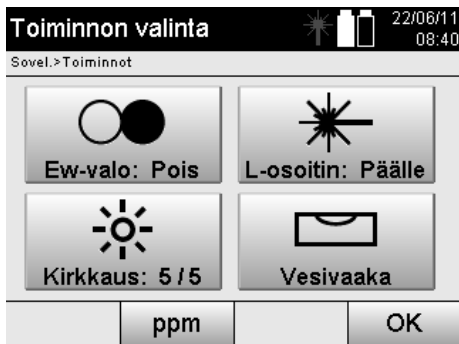 Toiminnon valinta
22/06/11
08:40
Sovel.>Toiminnot
Ew-valo: Pois
L-osoitin: Päälle
Kirkkaus: 5/5
Vesivaaka
ppm
OK